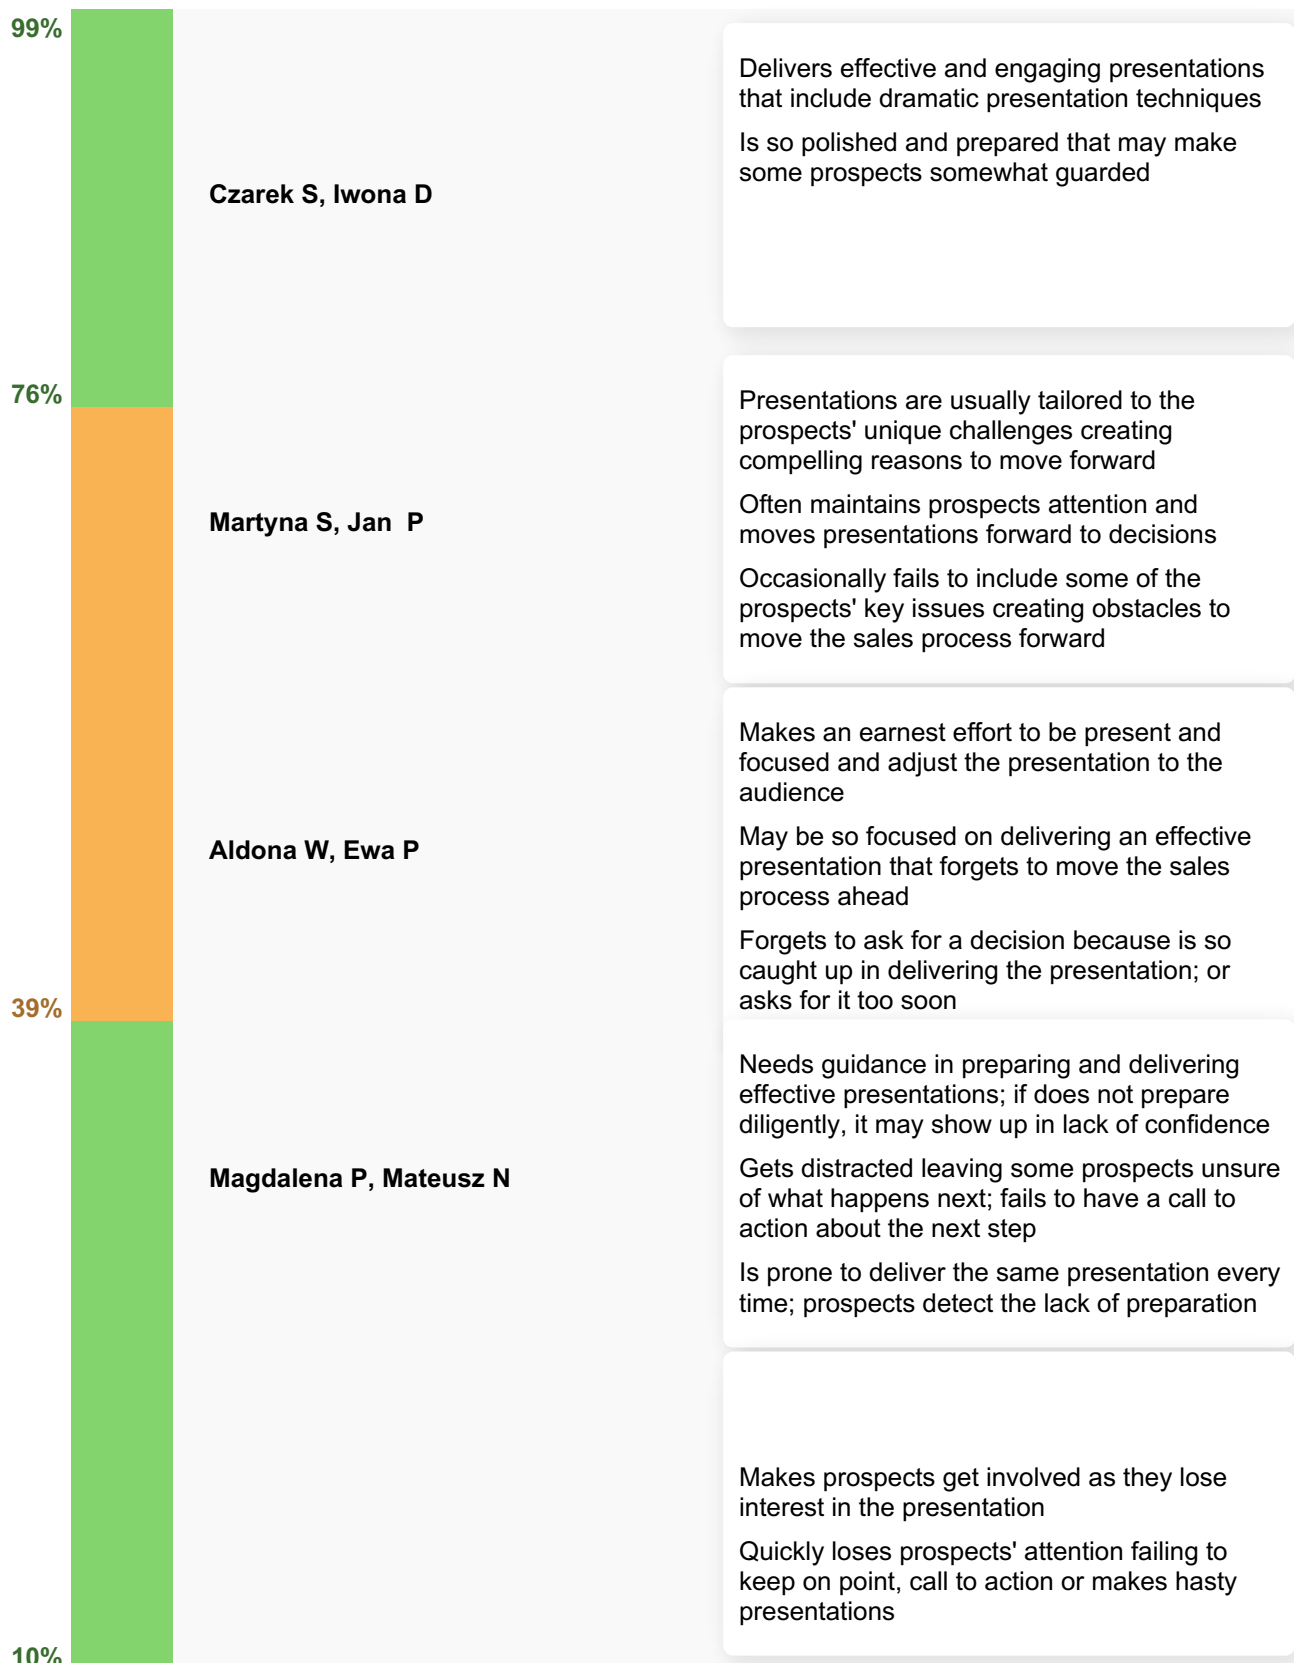 99%
Delivers effective and engaging presentations
that include dramatic presentation techniques
Is so polished and prepared that may make
some prospects somewhat guarded
Czarek S, Iwona D
76%
Presentations are usually tailored to the
prospects' unique challenges creating
compelling reasons to move forward
Often maintains prospects attention and
moves presentations forward to decisions
Occasionally fails to include some of the
prospects' key issues creating obstacles to
move the sales process forward
Martyna S, Jan  P
Makes an earnest effort to be present and
focused and adjust the presentation to the
audience
May be so focused on delivering an effective
presentation that forgets to move the sales
process ahead
Forgets to ask for a decision because is so
caught up in delivering the presentation; or
asks for it too soon
Aldona W, Ewa P
39%
Needs guidance in preparing and delivering
effective presentations; if does not prepare
diligently, it may show up in lack of confidence
Gets distracted leaving some prospects unsure
of what happens next; fails to have a call to
action about the next step
Is prone to deliver the same presentation every
time; prospects detect the lack of preparation
Magdalena P, Mateusz N
Makes prospects get involved as they lose
interest in the presentation
Quickly loses prospects' attention failing to
keep on point, call to action or makes hasty
presentations
10%